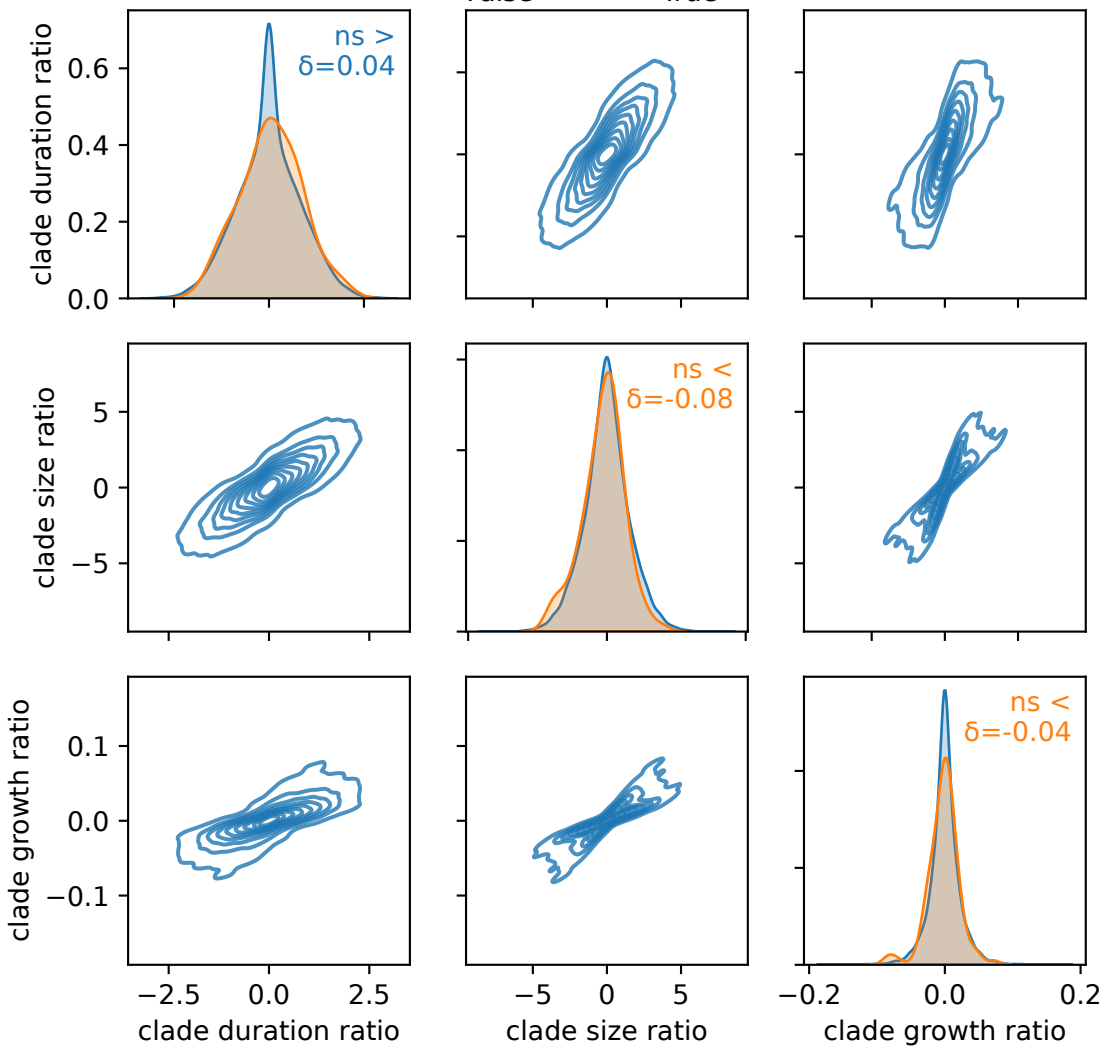 clade duration ratio
0.6
0.4
0.2
0.0
ns >
δ=0.04
clade size ratio
5
0
−5
ns <
δ=-0.08
clade growth ratio
0.1
0.0
−0.1
ns <
δ=-0.04
−2.5 0.0 2.5
−5 0 5
−0.2 0.0 0.2
clade duration ratio
clade size ratio
clade growth ratio